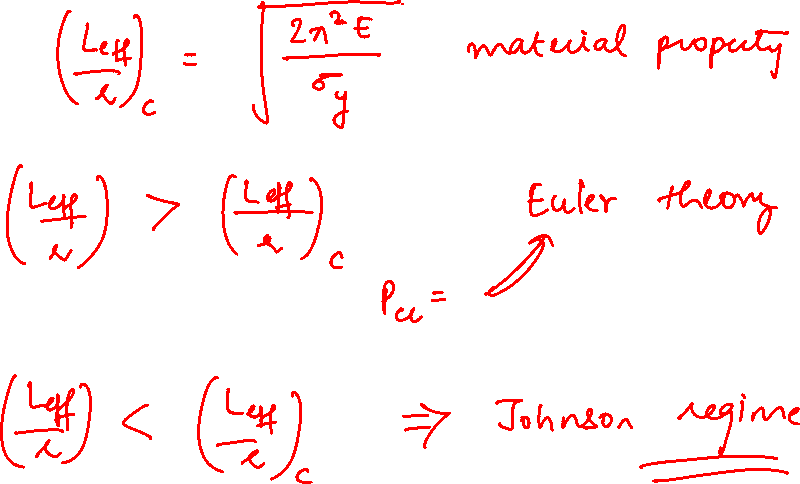 (Leff/r)c = √(2π²E/σy) material property
(Leff/r) > (Leff/r)c Euler theory
Pcr =
(Leff/r) < (Leff/r)c ⇒ Johnson regime